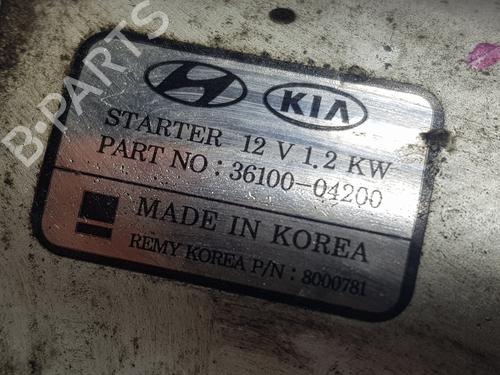 B-PARTS
KIA
STARTER 12 V 1.2 KW
PART NO : 36100-04200
MADE IN KOREA
REMY KOREA P/N : 8000781